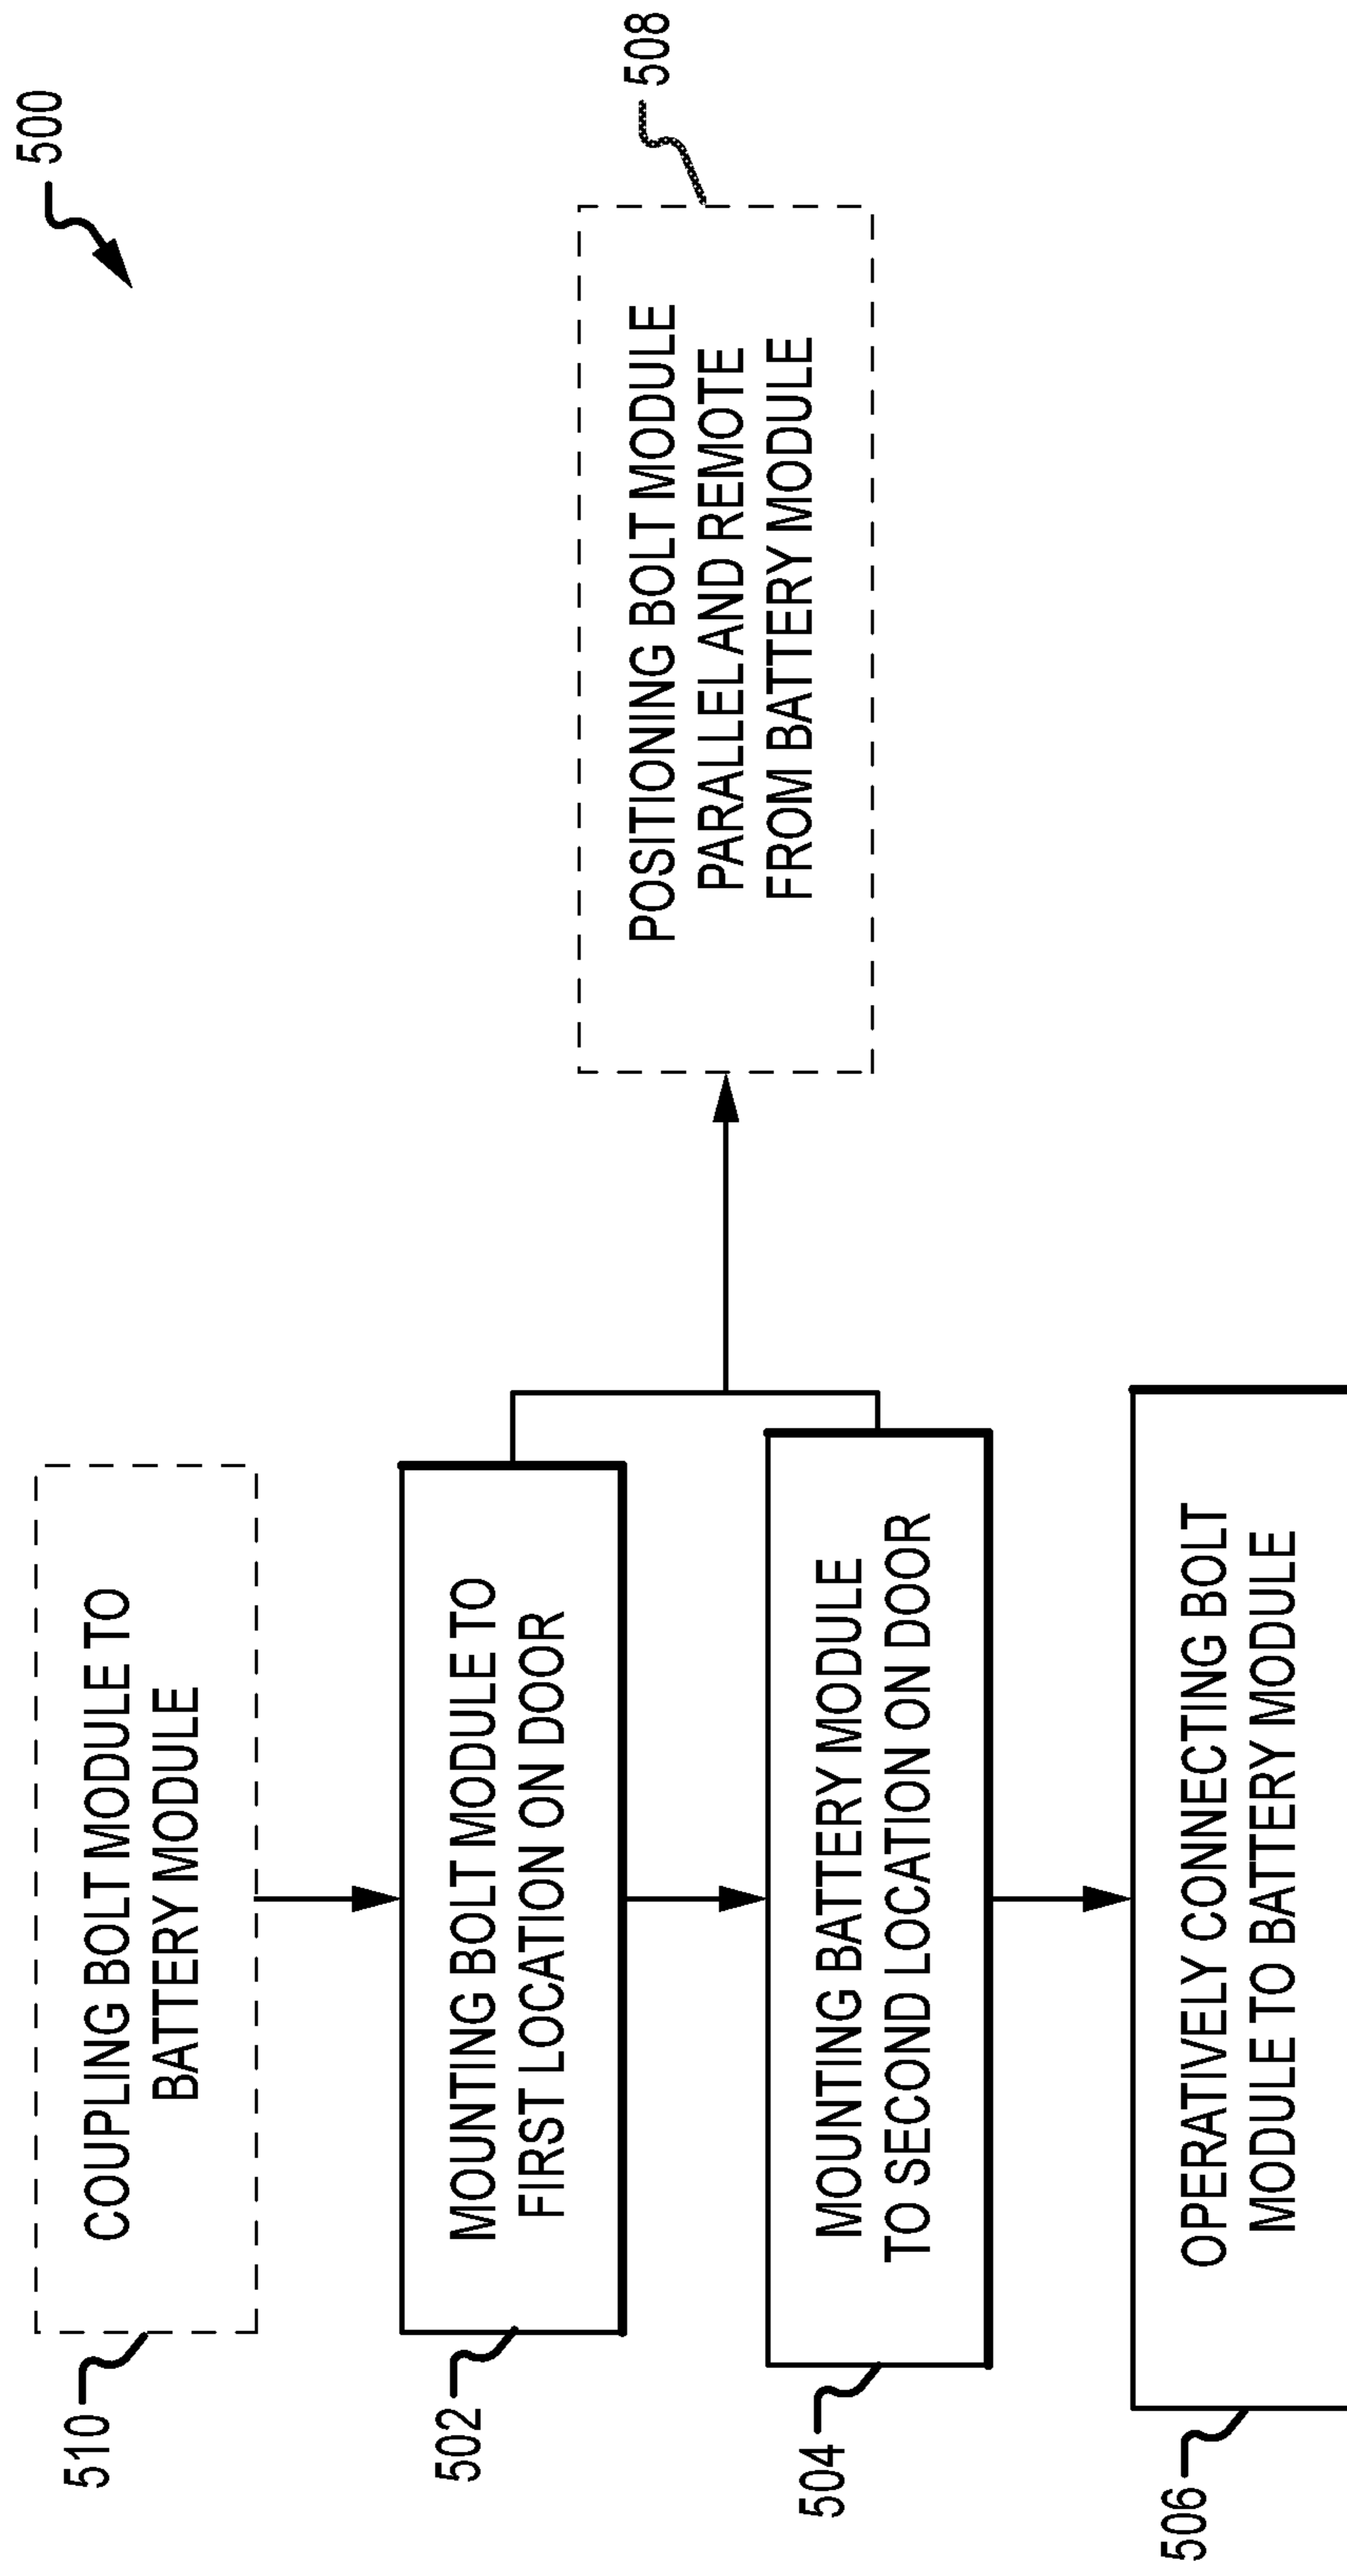 500
510
COUPLING BOLT MODULE TO
BATTERY MODULE
502
MOUNTING BOLT MODULE TO
FIRST LOCATION ON DOOR
508
POSITIONING BOLT MODULE
PARALLEL AND REMOTE
FROM BATTERY MODULE
504
MOUNTING BATTERY MODULE
TO SECOND LOCATION ON DOOR
506
OPERATIVELY CONNECTING BOLT
MODULE TO BATTERY MODULE